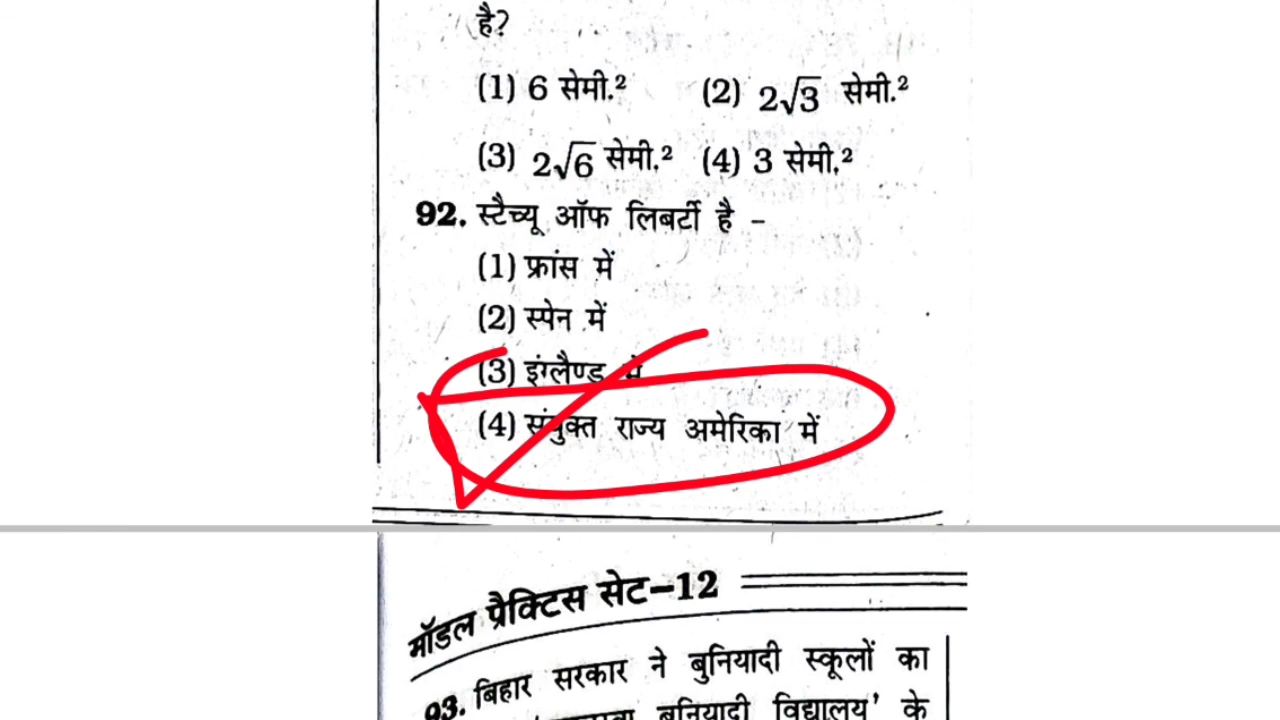 है?
(1) 6 सेमी.² (2) 2√3 सेमी.²
(3) 2√6 सेमी.² (4) 3 सेमी.²
92. स्टैच्यू ऑफ लिबर्टी है –
(1) फ्रांस में
(2) स्पेन में
(3) इंग्लैण्ड में
(4) संयुक्त राज्य अमेरिका में
मॉडल प्रैक्टिस सेट–12
93. बिहार सरकार ने बुनियादी स्कूलों का
बुनियादी विद्यालय' के